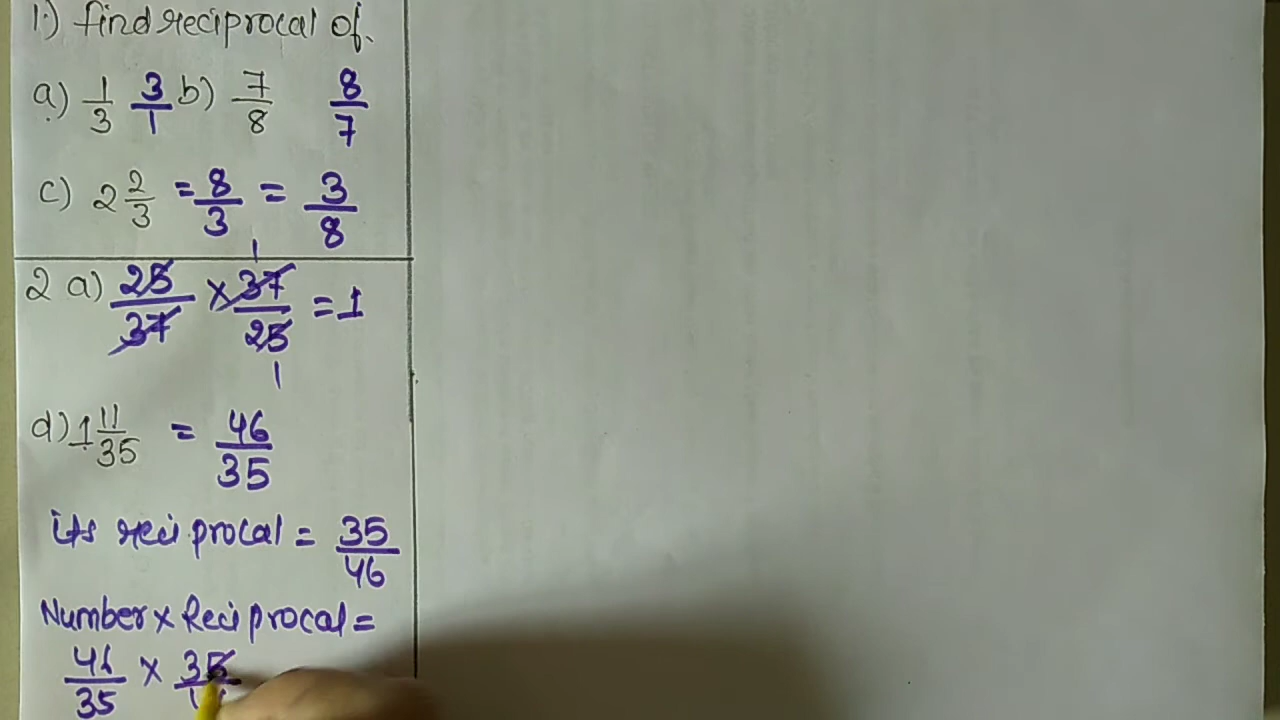 1.) find reciprocal of.
a.) 1/3 3/1 b) 7/8 8/7
c) 2 2/3 = 8/3 = 3/8
2 a) 25/37 × 37/25 = 1
1
1
d) 1 11/35 = 46/35
its reciprocal = 35/46
Number × Reciprocal =
46/35 × 35/